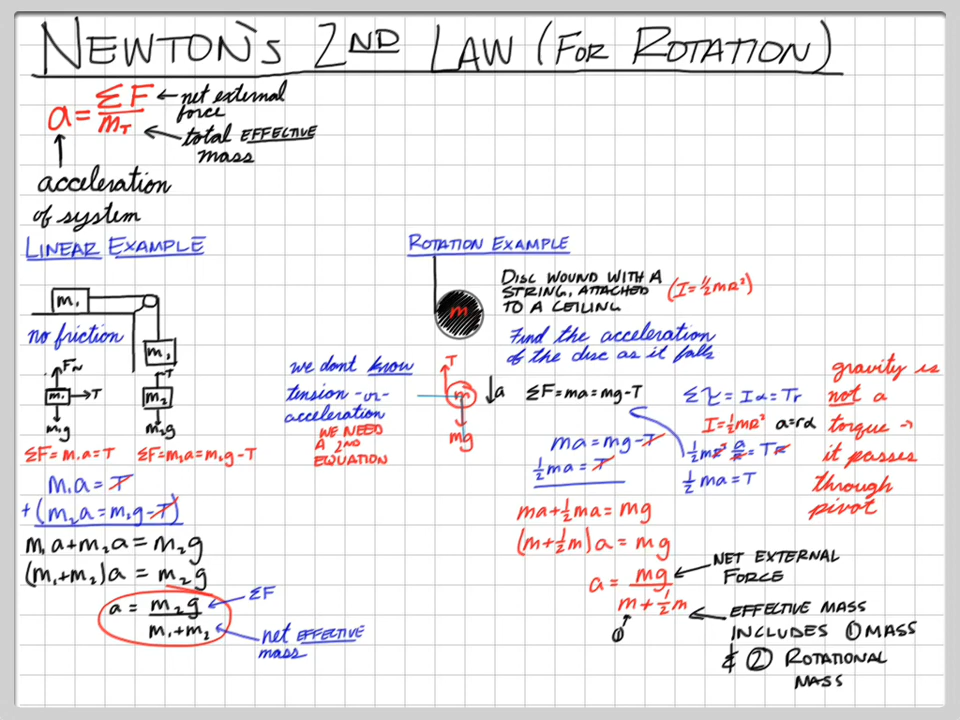 NEWTON'S 2ND LAW (FOR ROTATION)
a = ΣF / mT
← net external force
← total EFFECTIVE mass
acceleration
of system
LINEAR EXAMPLE
m₁
no friction
m₁
FN
m₁ → T
m₁g
T
m₂
m₂g
ΣF = m₁a = T
ΣF = m₂a = m₂g - T
m₁a = T
+ (m₂a = m₂g - T)
m₁a + m₂a = m₂g
(m₁ + m₂)a = m₂g
a = m₂g / m₁ + m₂
ΣF
net EFFECTIVE
mass
ROTATION EXAMPLE
m
DISC WOUND WITH A
STRING, ATTACHED
TO A CEILING
(I = ½mR²)
Find the acceleration
of the disc as it falls
we dont know
tension -or-
acceleration
WE NEED
A 2ND
EQUATION
T
m
mg
↓a
ΣF = ma = mg - T
ma = mg - T
½ma = T
ma + ½ma = mg
(m + ½m)a = mg
a = mg / m + ½m
①
Στ = Iα = Tr
I = ½mR² a = rα
½mR² a/R = TR
½ma = T
gravity is
not a
torque →
it passes
through
pivot
NET EXTERNAL
FORCE
EFFECTIVE MASS
INCLUDES ① MASS
& ② ROTATIONAL
MASS